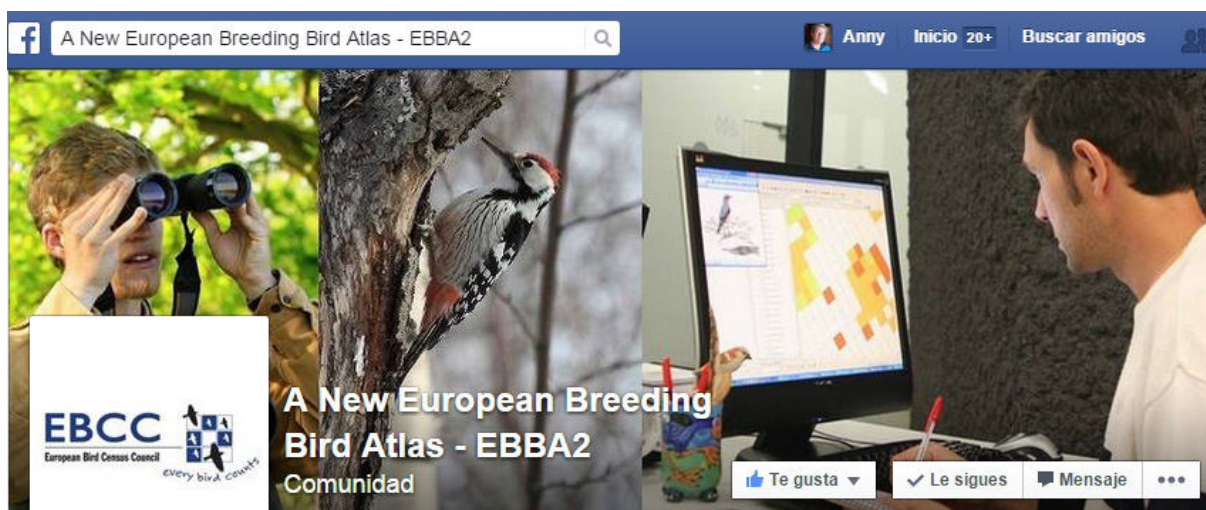 A New European Breeding Bird Atlas - EBBA2
Anny
Inicio 20+
Buscar amigos
EBCC
European Bird Census Council
every bird counts
A New European Breeding
Bird Atlas - EBBA2
Comunidad
Te gusta
Le sigues
Mensaje